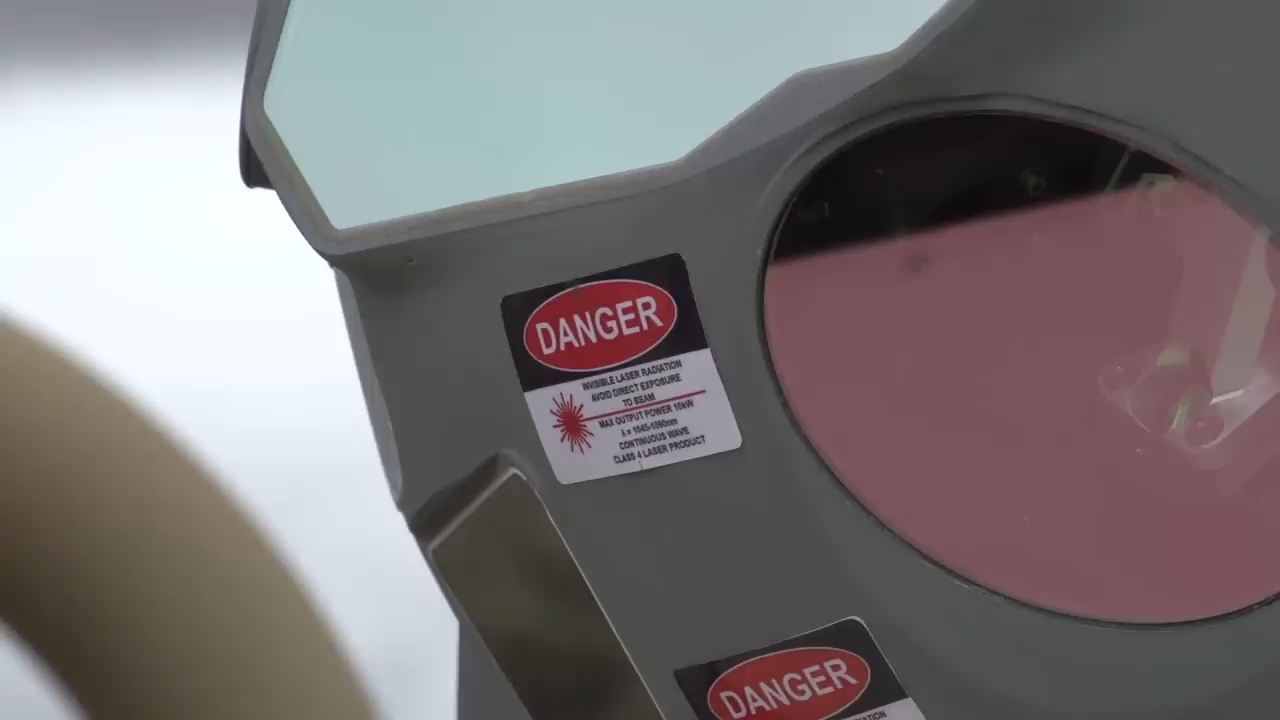 DANGER
INVISIBLE LASER RADIATION
AVOID DIRECT EXPOSURE
TO BEAM
MAX OUTPUT POWER 10kW
λ = 1045-1090nm
CONTINUOUS WAVE
CLASS 4 LASER PRODUCT
DANGER